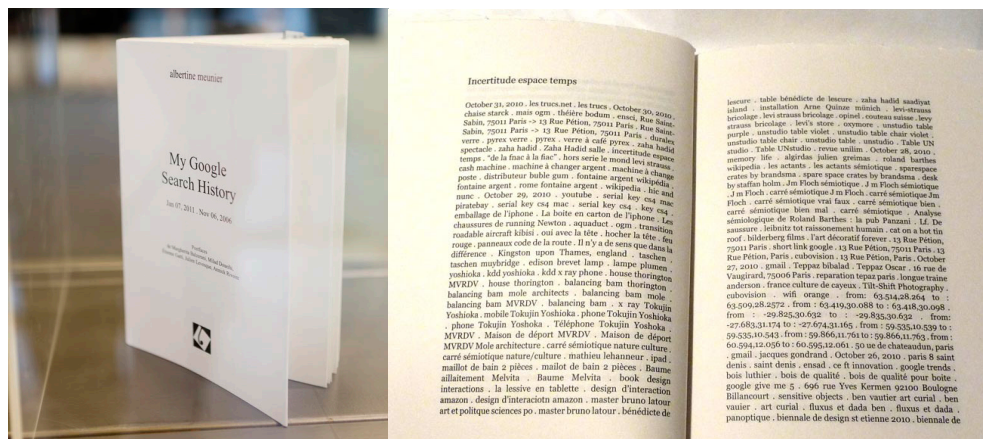 albertine meunier
My Google
Search History
Jan 07, 2011 . Nov 06, 2006
Incertitude espace temps
October 31, 2010 . les trucs.net . les trucs . October 30, 2010 .
chaise starck . mais ogm . théière bodum . ensci, Rue Saint-
Sabin, 75011 Paris -> 13 Rue Pétion, 75011 Paris . Rue Saint-
Sabin, 75011 Paris -> 13 Rue Pétion, 75011 Paris . duralex
verre . pyrex verre . pyrex . verre à café pyrex . zaha hadid
spectacle . zaha hadid . Zaha Hadid salle . incertitude espace
temps . "de la fnac à la fiac" . hors serie le mond levi strauss .
cash machine . machine à changer argent . machine à change
poste . distributeur buble gum . fontaine argent wikipédia .
fontaine argent . rome fontaine argent . wikipedia . hic and
nunc . October 29, 2010 . youtube . serial key cs4 mac
piratebay . serial key cs4 mac . serial key cs4 . key cs4 .
emballage de l'iphone . La boite en carton de l'iphone . Les
chaussures de running Newton . aquaduct . ogm . transition
roadable aircraft kibisi . oui avec la tête . hocher la tête . feu
rouge . panneaux code de la route . Il n'y a de sens que dans la
différence . Kingston upon Thames, england . taschen .
taschen muybridge . edison brevet lamp . lampe plumen .
yoshioka . kdd yoshioka . kdd x ray phone . house thorington
MVRDV . House thorington . balancing bam thorington .
balancing bam mole architects . balancing bam mole .
balancing bam MVRDV . balancing bam . x ray Tokujin
Yoshioka . mobile Tokujin Yoshioka . phone Tokujin Yoshioka
. phone Tokujin Yoshoka . Téléphone Tokujin Yoshoka .
MVRDV . Maison de départ MVRDV . Maison de départ
MVRDV Mole architecture . carré sémiotique nature culture .
carré sémiotique nature/culture . mathieu lehanneur . ipad .
maillot de bain 2 pièces . mailot de bain 2 pièces . Baume
aillaitement Melvita . Baume Melvita . book design
interactions . la lessive en tablette . design d'interaction
amazon . design d'interaciotn amazon . master bruno latour
art et politque sciences po . master bruno latour . bénédicte de
lescure . table bénédicte de lescure . zaha hadid saadiyat
island . installation Arne Quinze münich . levi-strauss
bricolage . levi strauss bricolage . opinel . couteau suisse . levy
strauss bricolage . levi's store . oxymore . unstudio table
purple . unstudio table violet . unstudio table chair violet .
unstudio table chair . unstudio table . unstudio . Table UN
studio . Table UNstudio . revue unilim . October 28, 2010 .
memory life . algirdas julien greimas . roland barthes
wikipedia . les actants . les actants sémiotique . sparespace
crates by brandsma . spare space crates by brandsma . desk
by staffan holm . J m Floch sémiotique . J m Floch sémiotique
. J m Floch . carré sémiotique J m Floch . carré sémiotique Jm
Floch . carré sémiotique vrai faux . carré sémiotique bien .
carré sémiotique bien mal . carré sémiotique . Analyse
sémiologique de Roland Barthes : la pub Panzani . Lf. De
saussure . leibnitz tot raissonement humain . cat on a hot tin
roof . bilderberg films . l'art décoratif forever . 13 Rue Pétion,
75011 Paris . short link google . 13 Rue Pétion, 75011 Paris . 13
Rue Pétion, Paris . cubovision . 13 Rue Pétion, Paris . October
27, 2010 . gmail . Teppaz bibalad . Teppaz Oscar . 16 rue de
Vaugirard, 75006 Paris . reparation tepaz paris . longue traine
anderson . france culture de cayeux . Tilt-Shift Photography .
cubovision . wifi orange . from: 63.514,28.264 to :
63.509,28.2572 . from : 63.419,30.088 to : 63.418,30.098 .
from : -29.825,30.632 to : -29.835,30.632 . from :
-27.683,31.174 to : -27.674,31.165 . from : 59.535,10.539 to :
59.535,10.543 . from : 59.866,11.761 to : 59.866,11.763 . from :
60.594,12.056 to : 60.595,12.061 . 50 ue de chateaudun, paris
. gmail . jacques gondrand . October 26, 2010 . paris 8 saint
denis . saint denis . ensad . ce ft innovation . google trends .
bois luthier . bois de qualité . bois de qualité pour boite .
google give me 5 . 696 rue Yves Kermen 92100 Boulogne
Billancourt . sensitive objects . ben vautier art curial . ben
vauier . art curial . fluxus et dada ben . fluxus et dada .
panoptique . biennale de design st etienne 2010 . biennale de